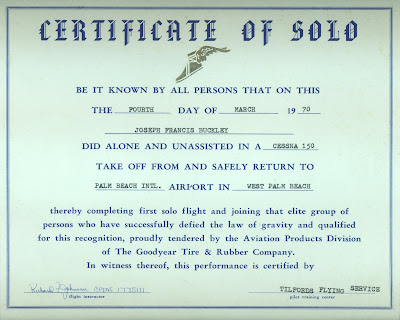 CERTIFICATE OF SOLO
BE IT KNOWN BY ALL PERSONS THAT ON THIS
THE FOURTH DAY OF MARCH 19 70
JOSEPH FRANCIS BUCKLEY
DID ALONE AND UNASSISTED IN A CESSNA 150
TAKE OFF FROM AND SAFELY RETURN TO
PALM BEACH INTL. AIRPORT IN WEST PALM BEACH
thereby completing first solo flight and joining that elite group of
persons who have successfully defied the law of gravity and qualified
for this recognition, proudly tendered by the Aviation Products Division
of The Goodyear Tire & Rubber Company.
In witness thereof, this performance is certified by
Richard TILFORDS FLYING SERVICE
flight instructor pilot training center